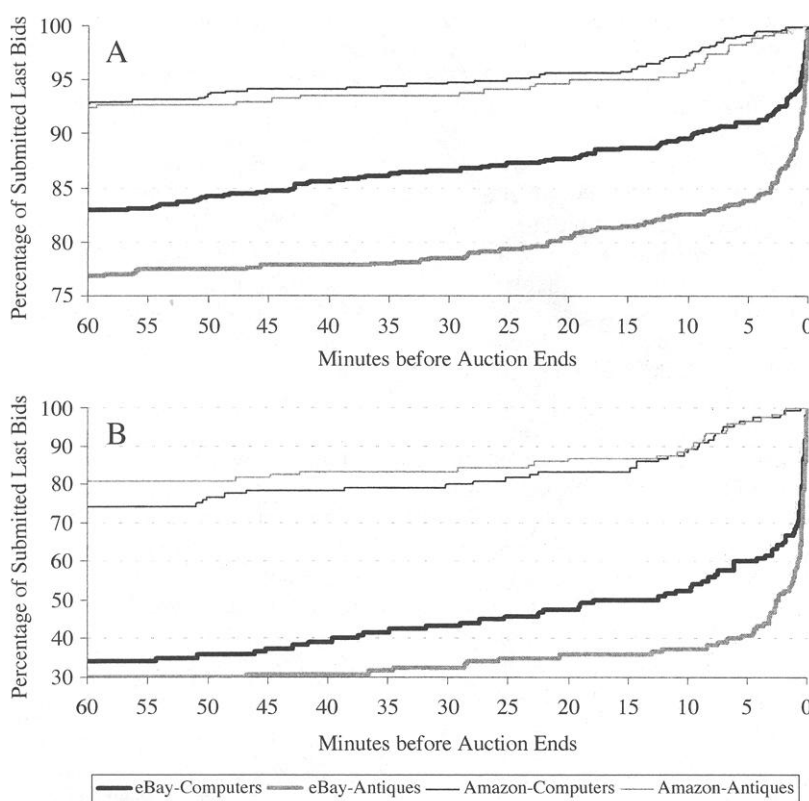 Percentage of Submitted Last Bids
A
100
95
90
85
80
75
60 55 50 45 40 35 30 25 20 15 10 5 0
Minutes before Auction Ends
Percentage of Submitted Last Bids
B
100
90
80
70
60
50
40
30
60 55 50 45 40 35 30 25 20 15 10 5 0
Minutes before Auction Ends
eBay-Computers eBay-Antiques Amazon-Computers Amazon-Antiques